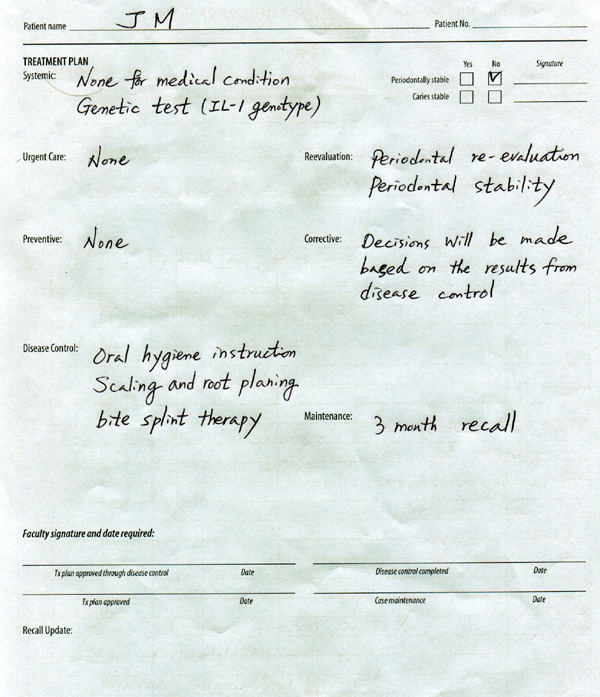 Patient name J M Patient No.
TREATMENT PLAN
Systemic: None for medical condition
Genetic test (IL-1 genotype)
Yes No Signature
Periodontally stable ✓
Caries stable
Urgent Care: None
Reevaluation: Periodontal re-evaluation
Periodontal stability
Preventive: None
Corrective: Decisions will be made
based on the results from
disease control
Disease Control: Oral hygiene instruction
Scaling and root planing
bite splint therapy
Maintenance: 3 month recall
Faculty signature and date required:
Tx plan approved through disease control Date Disease control completed Date
Tx plan approved Date Case maintenance Date
Recall Update: